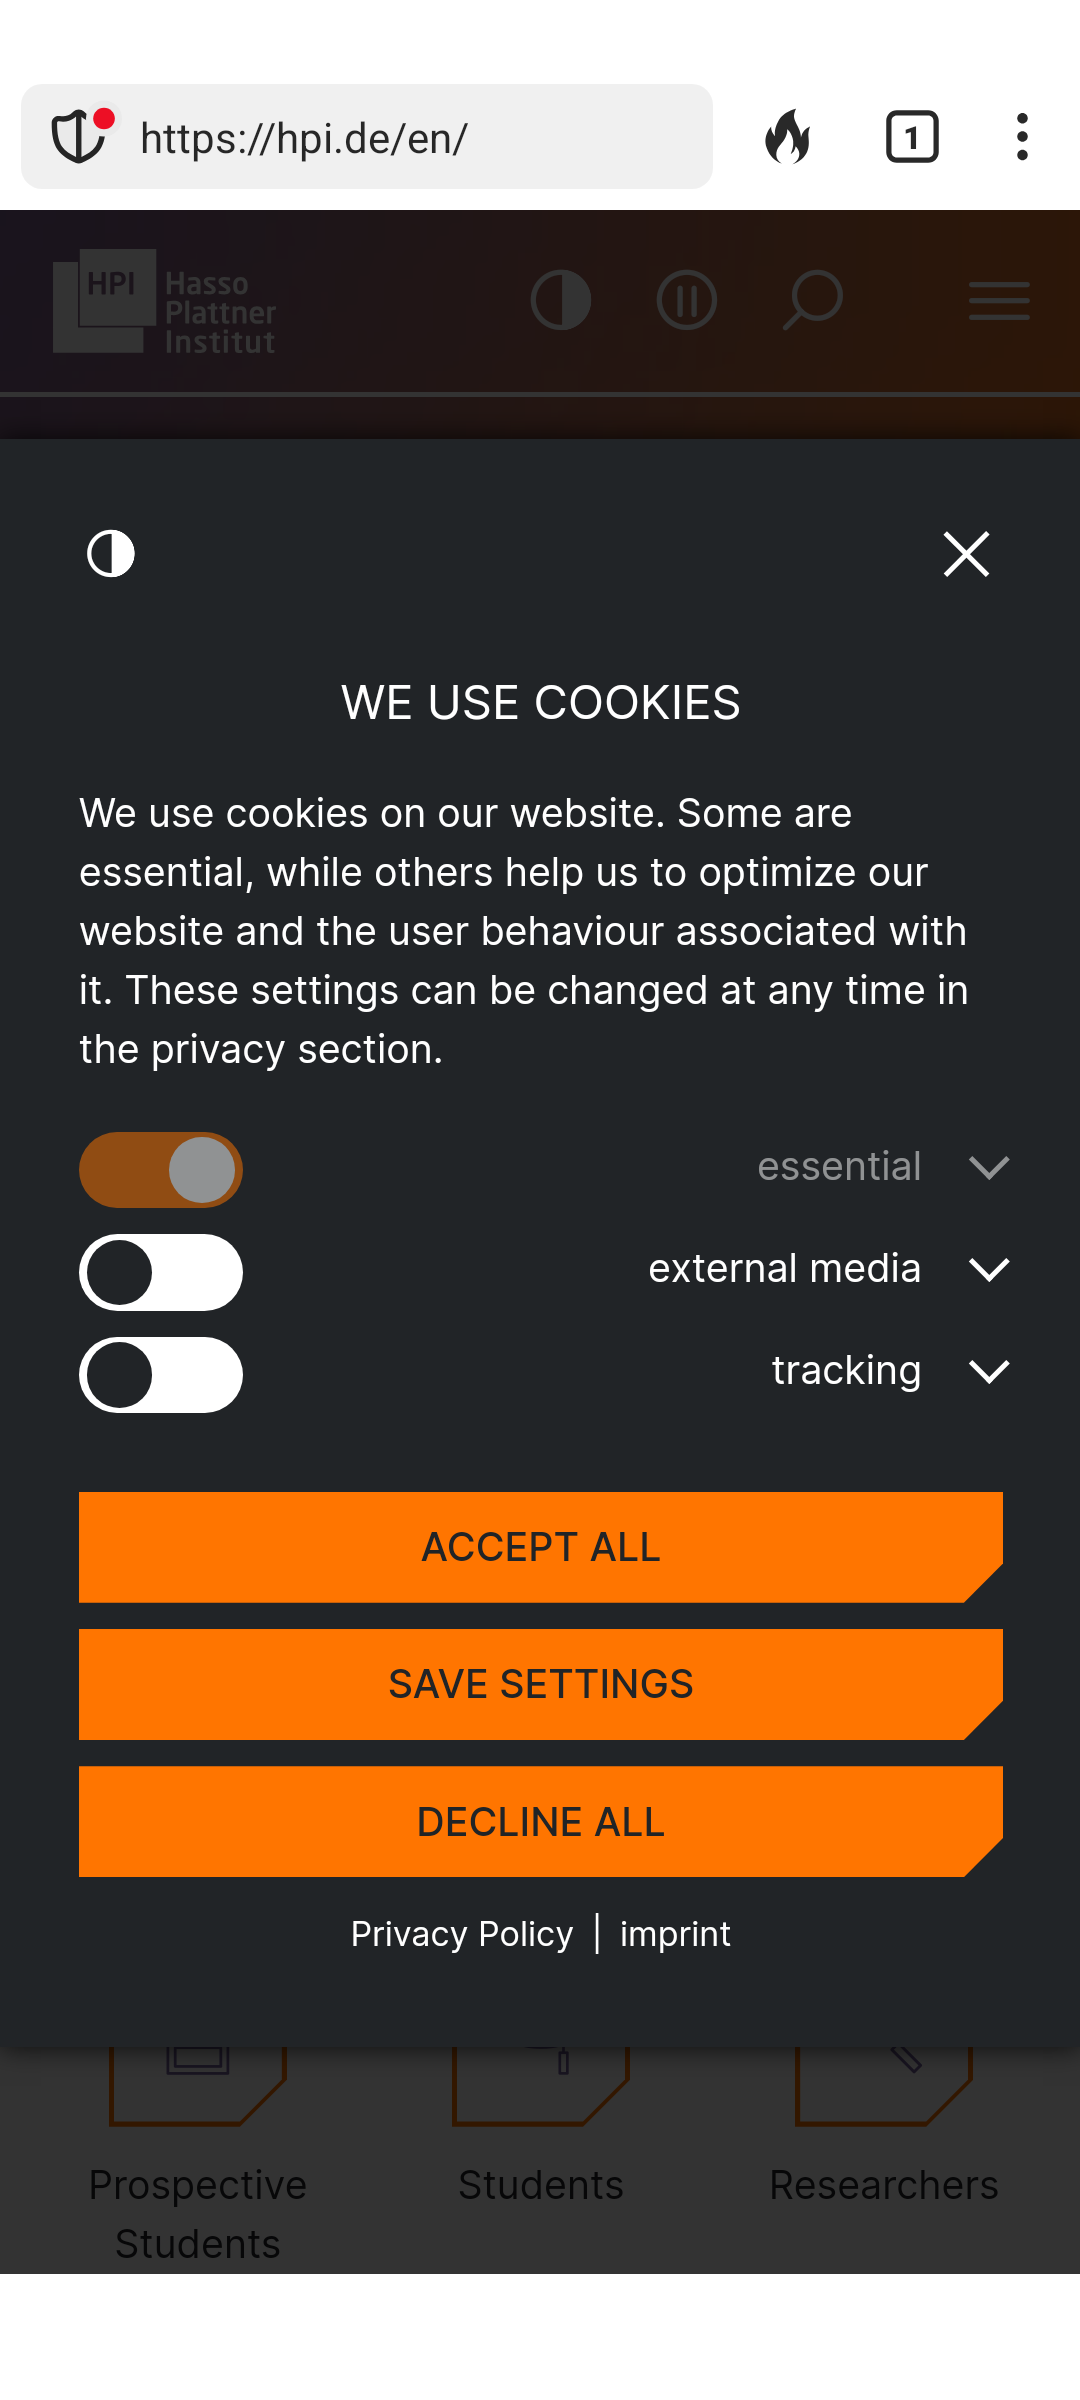 https://hpi.de/en/
1
HPI
Hasso
Plattner
Institut
WE USE COOKIES
We use cookies on our website. Some are
essential, while others help us to optimize our
website and the user behaviour associated with
it. These settings can be changed at any time in
the privacy section.
essential
external media
tracking
ACCEPT ALL
SAVE SETTINGS
DECLINE ALL
Privacy Policy | imprint
Prospective
Students
Students
Researchers